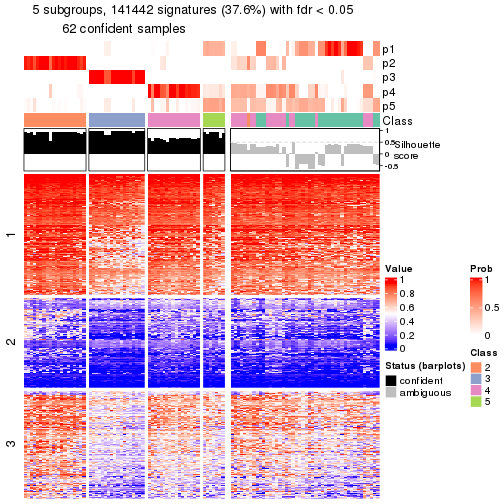 5 subgroups, 141442 signatures (37.6%) with fdr < 0.05
62 confident samples
p1
p2
p3
p4
p5
Class
1
0.5
0
-0.5
Silhouette
score
1
2
3
Value
1
0.8
0.6
0.4
0.2
0
Status (barplots)
confident
ambiguous
Prob
1
0.5
0
Class
2
3
4
5